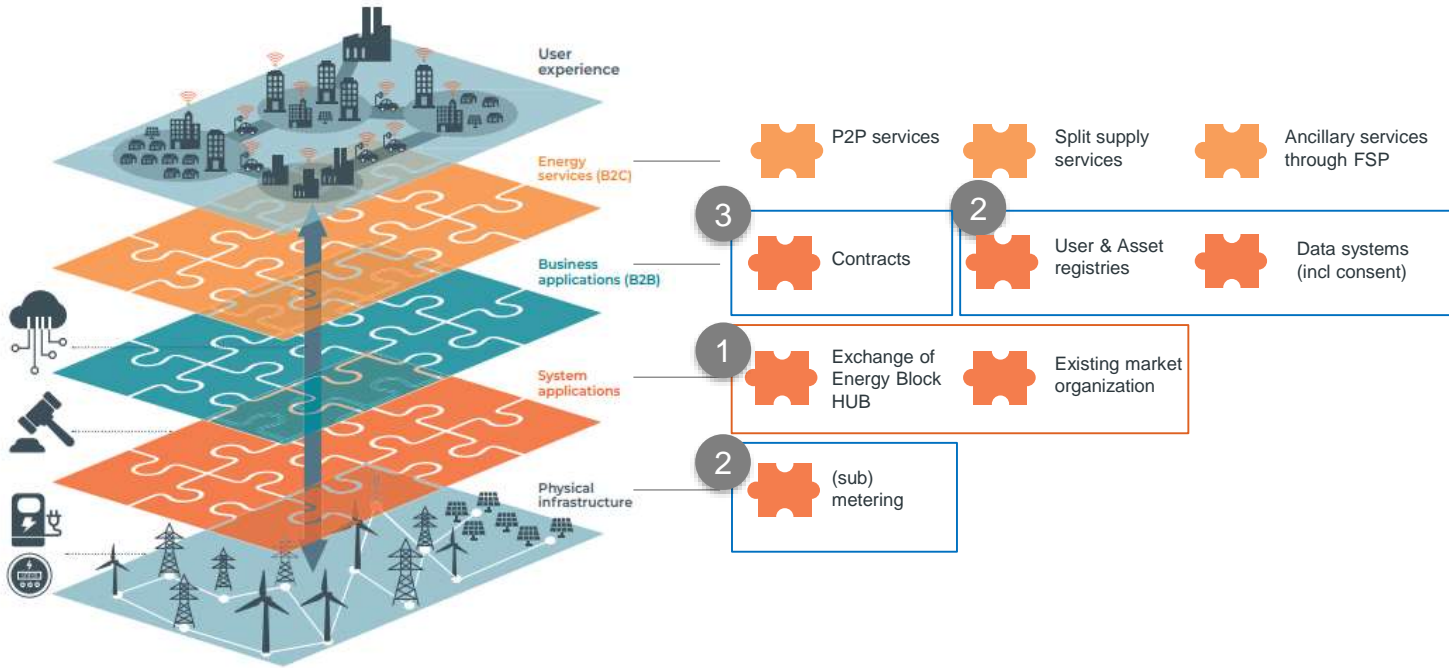 User
experience
Energy
services (B2C)
P2P services
Split supply
services
Ancillary services
through FSP
3
2
Business
applications (B2B)
Contracts
User & Asset
registries
Data systems
(incl consent)
1
System
applications
Exchange of
Energy Block
HUB
Existing market
organization
2
Physical
infrastructure
(sub)
metering